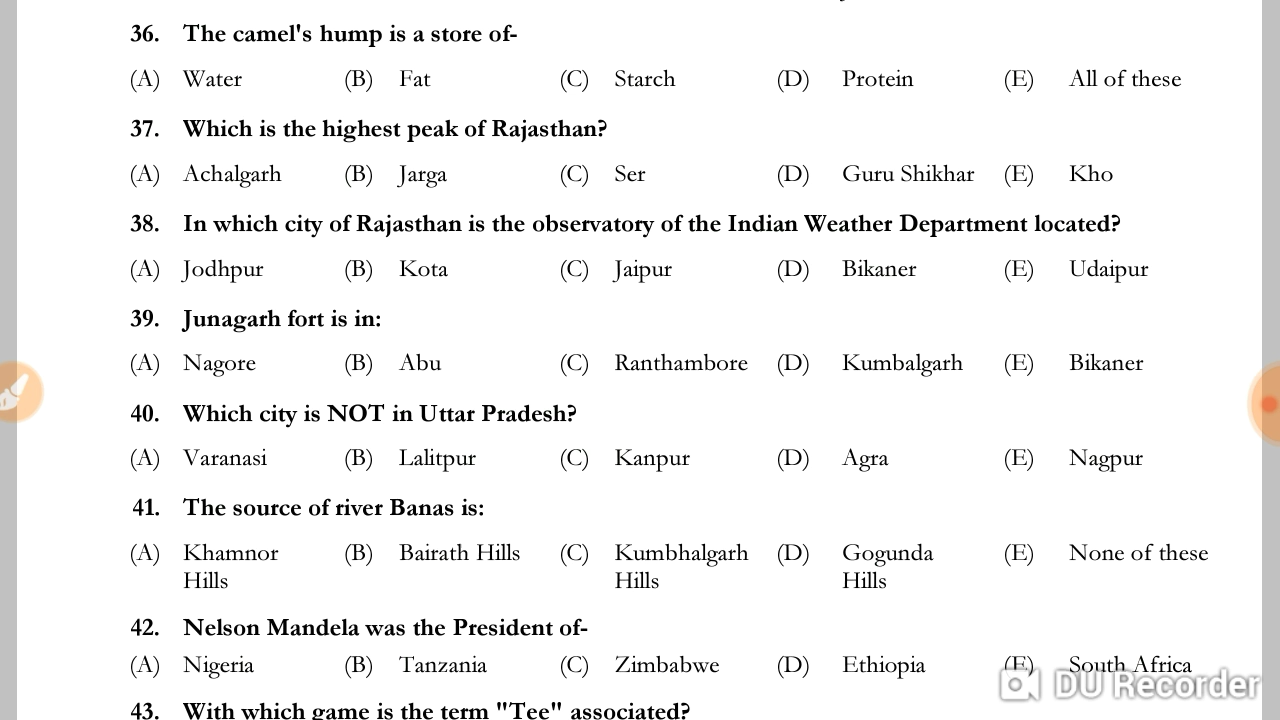 36. The camel's hump is a store of-
(A) Water (B) Fat (C) Starch (D) Protein (E) All of these
37. Which is the highest peak of Rajasthan?
(A) Achalgarh (B) Jarga (C) Ser (D) Guru Shikhar (E) Kho
38. In which city of Rajasthan is the observatory of the Indian Weather Department located?
(A) Jodhpur (B) Kota (C) Jaipur (D) Bikaner (E) Udaipur
39. Junagarh fort is in:
(A) Nagore (B) Abu (C) Ranthambore (D) Kumbalgarh (E) Bikaner
40. Which city is NOT in Uttar Pradesh?
(A) Varanasi (B) Lalitpur (C) Kanpur (D) Agra (E) Nagpur
41. The source of river Banas is:
(A) Khamnor (B) Bairath Hills (C) Kumbhalgarh (D) Gogunda (E) None of these
Hills Hills Hills
42. Nelson Mandela was the President of-
(A) Nigeria (B) Tanzania (C) Zimbabwe (D) Ethiopia (E) South Africa
DU Recorder
43. With which game is the term "Tee" associated?